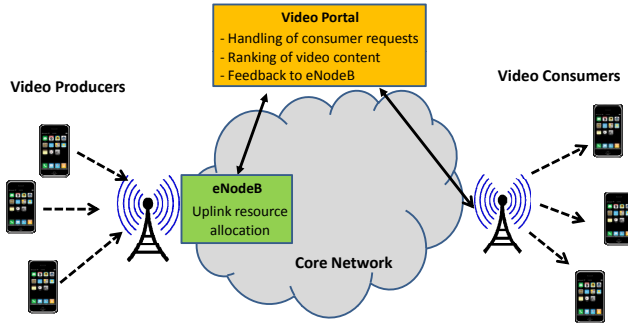 Video Portal
- Handling of consumer requests
- Ranking of video content
- Feedback to eNodeB
Video Producers
Video Consumers
eNodeB
Uplink resource
allocation
Core Network